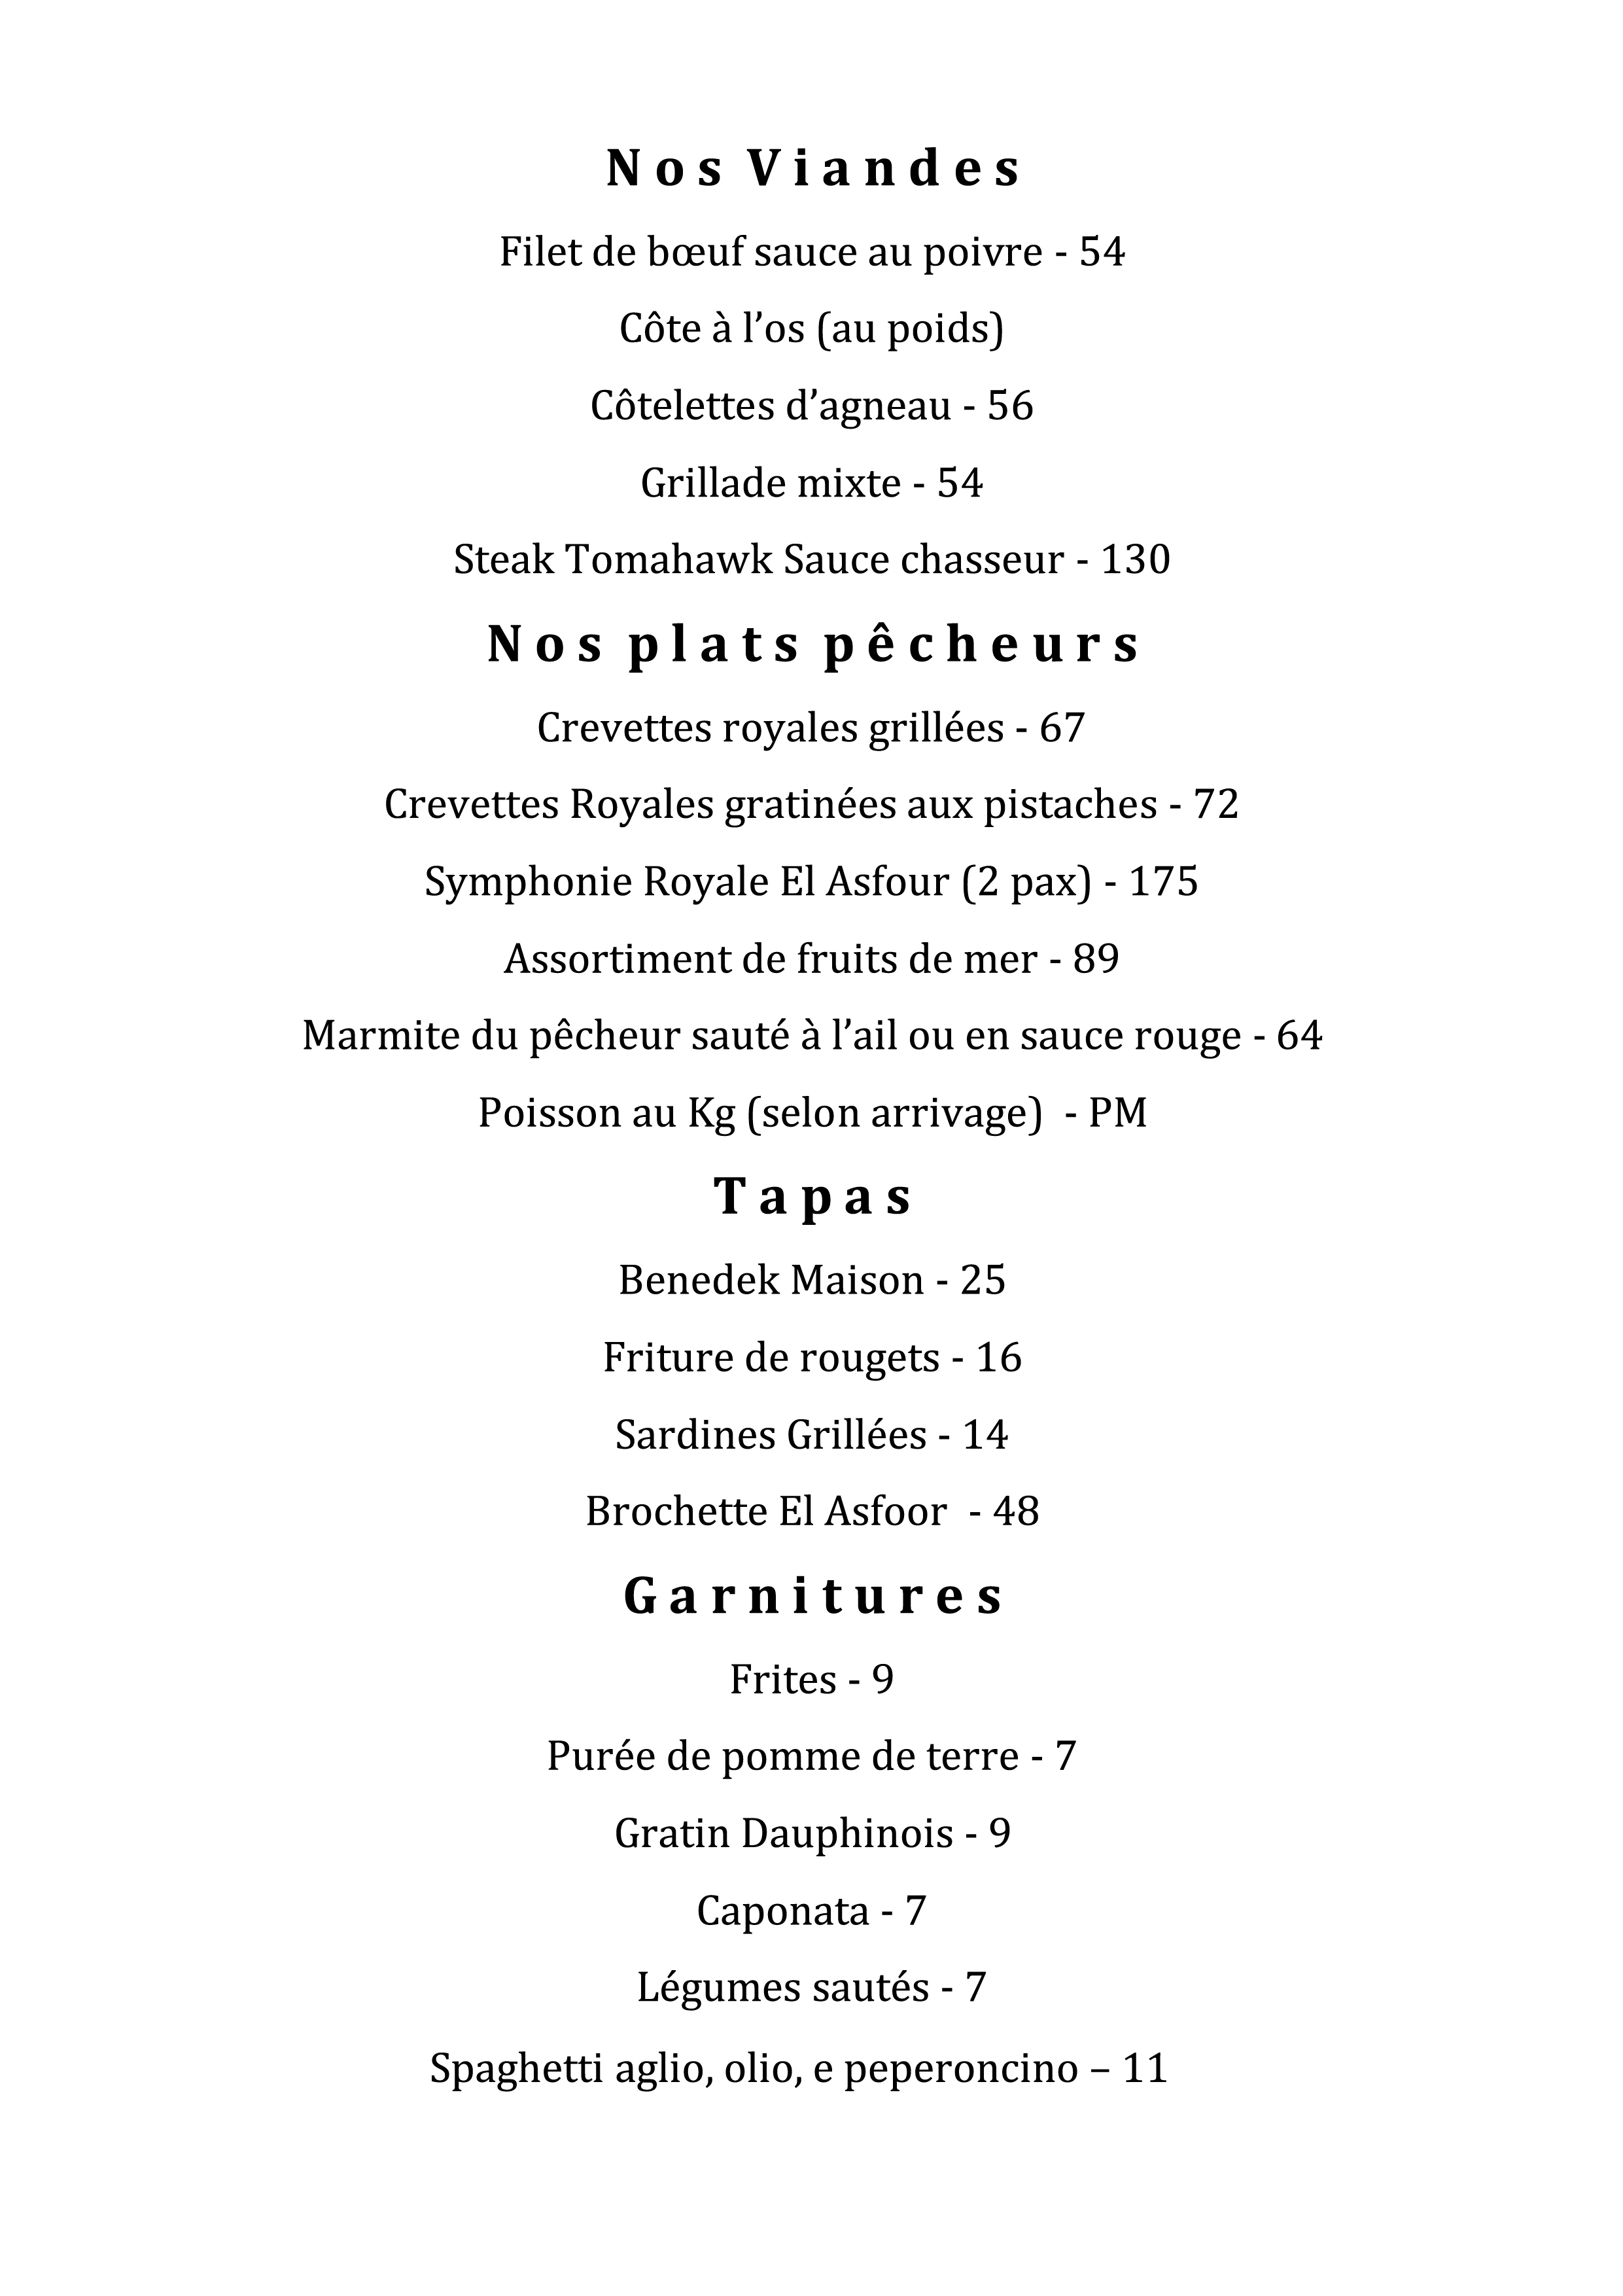 Nos Viandes
Filet de bœuf sauce au poivre - 54
Côte à l’os (au poids)
Côtelettes d’agneau - 56
Grillade mixte - 54
Steak Tomahawk Sauce chasseur - 130
Nos plats pêcheurs
Crevettes royales grillées - 67
Crevettes Royales gratinées aux pistaches - 72
Symphonie Royale El Asfour (2 pax) - 175
Assortiment de fruits de mer - 89
Marmite du pêcheur sauté à l’ail ou en sauce rouge - 64
Poisson au Kg (selon arrivage)  - PM
Tapas
Benedek Maison - 25
Friture de rougets - 16
Sardines Grillées - 14
Brochette El Asfoor  - 48
Garnitures
Frites - 9
Purée de pomme de terre - 7
Gratin Dauphinois - 9
Caponata - 7
Légumes sautés - 7
Spaghetti aglio, olio, e peperoncino – 11